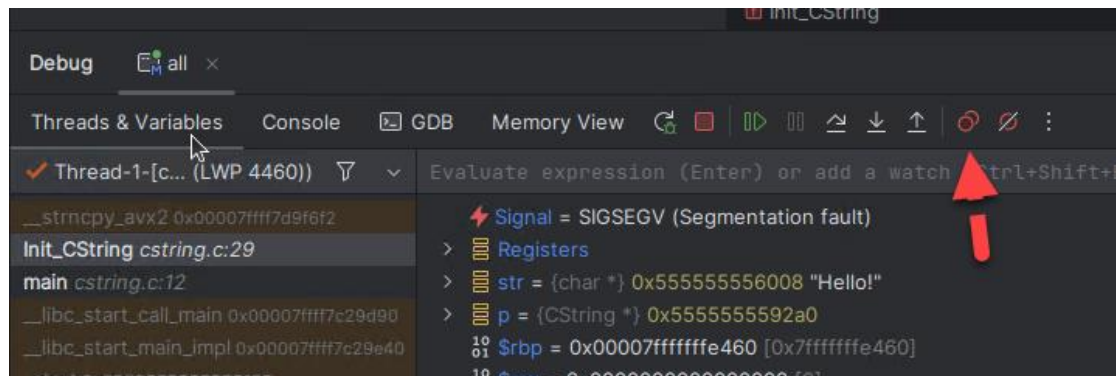 Init_CString
Debug all ×
Threads & Variables Console GDB Memory View
Thread-1-[c... (LWP 4460)) Evaluate expression (Enter) or add a watch Ctrl+Shift+
__strncpy_avx2 0x00007ffff7d9f6f2
Signal = SIGSEGV (Segmentation fault)
Init_CString cstring.c:29
Registers
main cstring.c:12
str = {char *} 0x555555556008 "Hello!"
__libc_start_call_main 0x00007ffff7c29d90
p = {CString *} 0x5555555592a0
__libc_start_main_impl 0x00007ffff7c29e40
$rbp = 0x00007fffffffe460 [0x7fffffffe460]